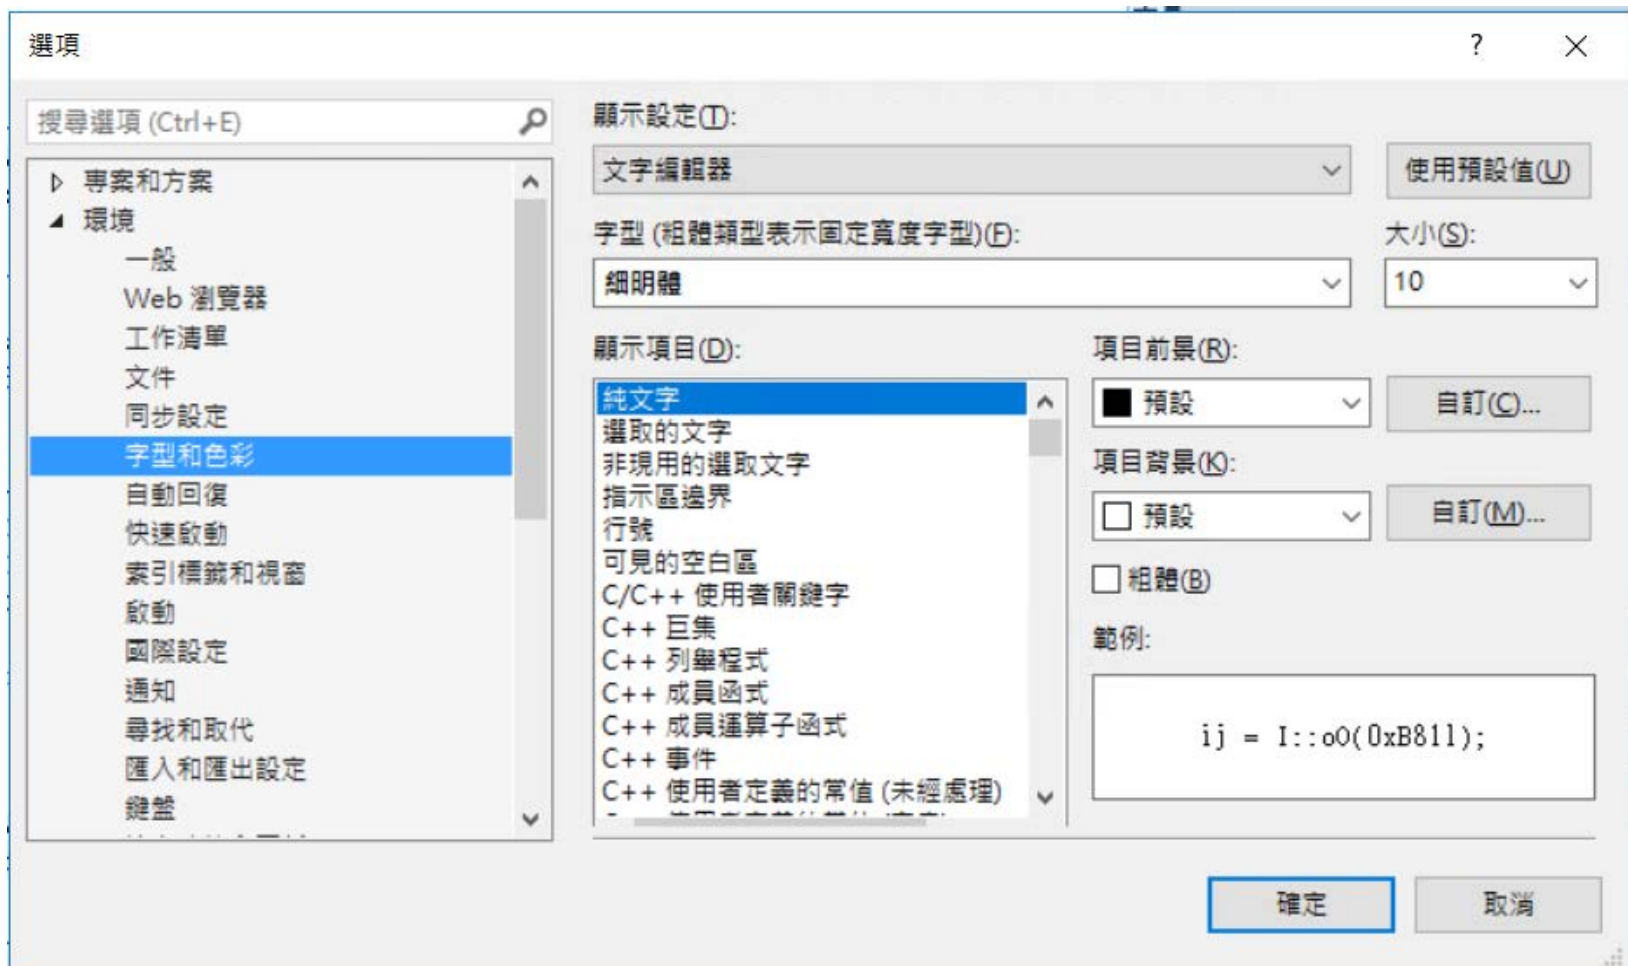 選項
?
搜尋選項 (Ctrl+E)
專案和方案
環境
一般
Web 瀏覽器
工作清單
文件
同步設定
字型和色彩
自動回復
快速啟動
索引標籤和視窗
啟動
國際設定
通知
尋找和取代
匯入和匯出設定
鍵盤
顯示設定(T):
文字編輯器
使用預設值(U)
字型 (粗體類型表示固定寬度字型)(F):
大小(S):
細明體
10
顯示項目(D):
純文字
選取的文字
非現用的選取文字
指示區邊界
行號
可見的空白區
C/C++ 使用者關鍵字
C++ 巨集
C++ 列舉程式
C++ 成員函式
C++ 成員運算子函式
C++ 事件
C++ 使用者定義的常值 (未經處理)
項目前景(R):
預設
自訂(C)...
項目背景(K):
預設
自訂(M)...
粗體(B)
範例:
ij = I::oO(0xB81l);
確定
取消